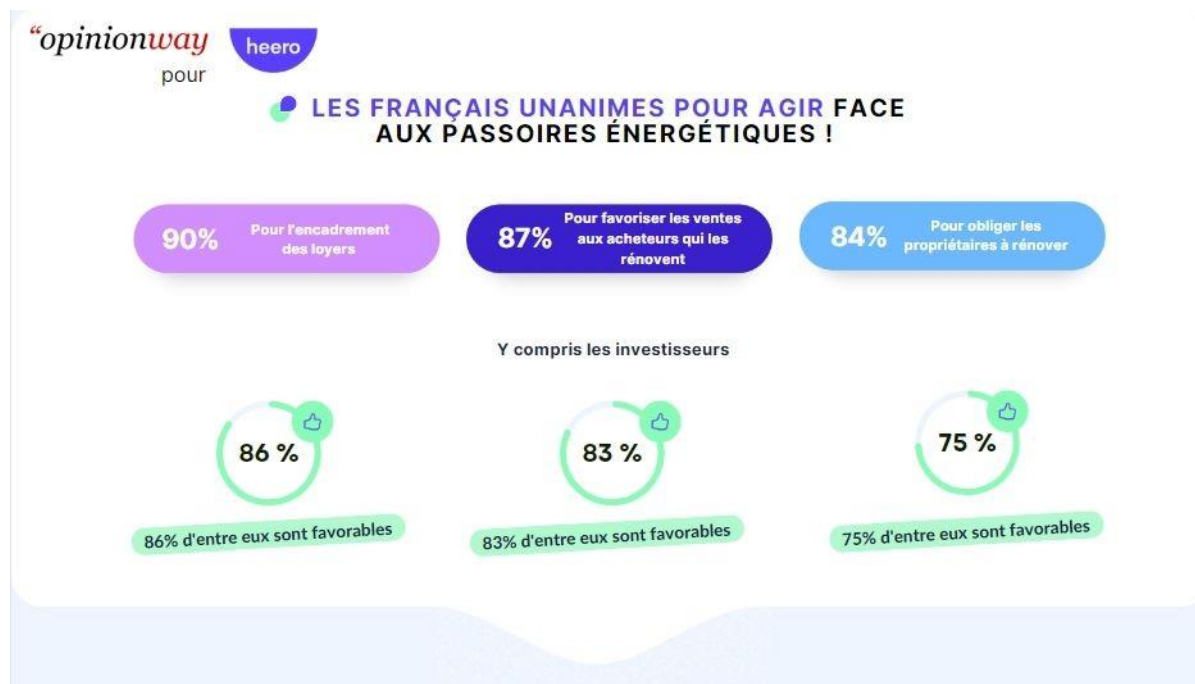 “opinionway
heero
pour
LES FRANÇAIS UNANIMES POUR AGIR FACE
AUX PASSOIRES ÉNERGÉTIQUES !
90%
Pour l'encadrement
des loyers
87%
Pour favoriser les ventes
aux acheteurs qui les
rénovent
84%
Pour obliger les
propriétaires à rénover
Y compris les investisseurs
86 %
83 %
75 %
86% d'entre eux sont favorables
83% d'entre eux sont favorables
75% d'entre eux sont favorables